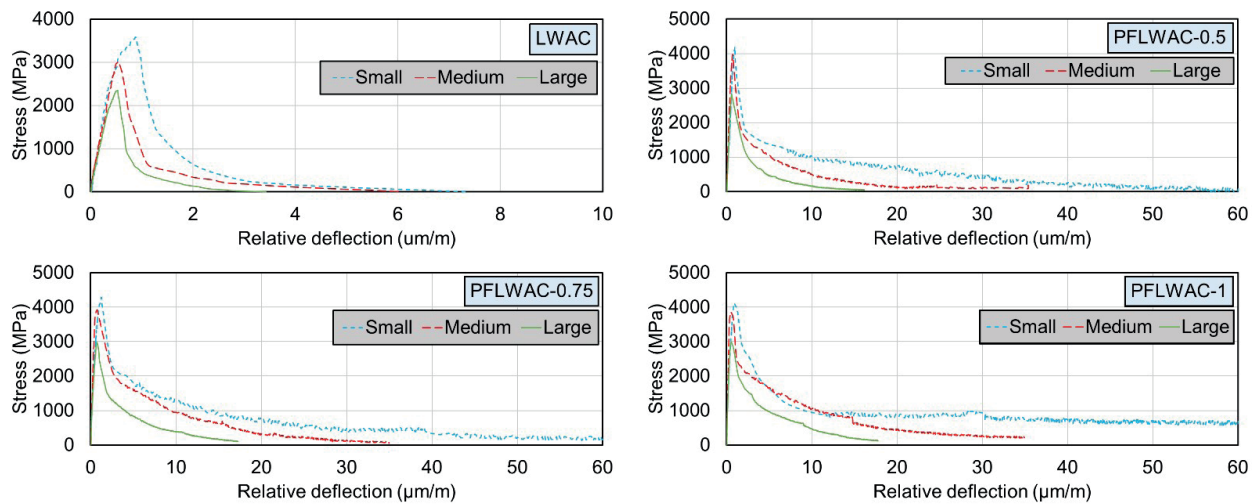 LWAC
Small Medium Large
Stress (MPa)
4000
3000
2000
1000
0
0 2 4 6 8 10
Relative deflection (um/m)
PFLWAC-0.5
Small Medium Large
Stress (MPa)
5000
4000
3000
2000
1000
0
0 10 20 30 40 50 60
Relative deflection (um/m)
PFLWAC-0.75
Small Medium Large
Stress (MPa)
5000
4000
3000
2000
1000
0
0 10 20 30 40 50 60
Relative deflection (μm/m)
PFLWAC-1
Small Medium Large
Stress (MPa)
5000
4000
3000
2000
1000
0
0 10 20 30 40 50 60
Relative deflection (μm/m)